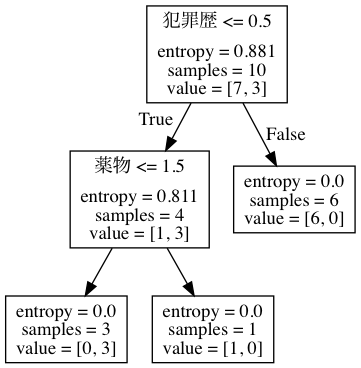 犯罪歴 <= 0.5
entropy = 0.881
samples = 10
value = [7, 3]
True
False
薬物 <= 1.5
entropy = 0.811
samples = 4
value = [1, 3]
entropy = 0.0
samples = 6
value = [6, 0]
entropy = 0.0
samples = 3
value = [0, 3]
entropy = 0.0
samples = 1
value = [1, 0]